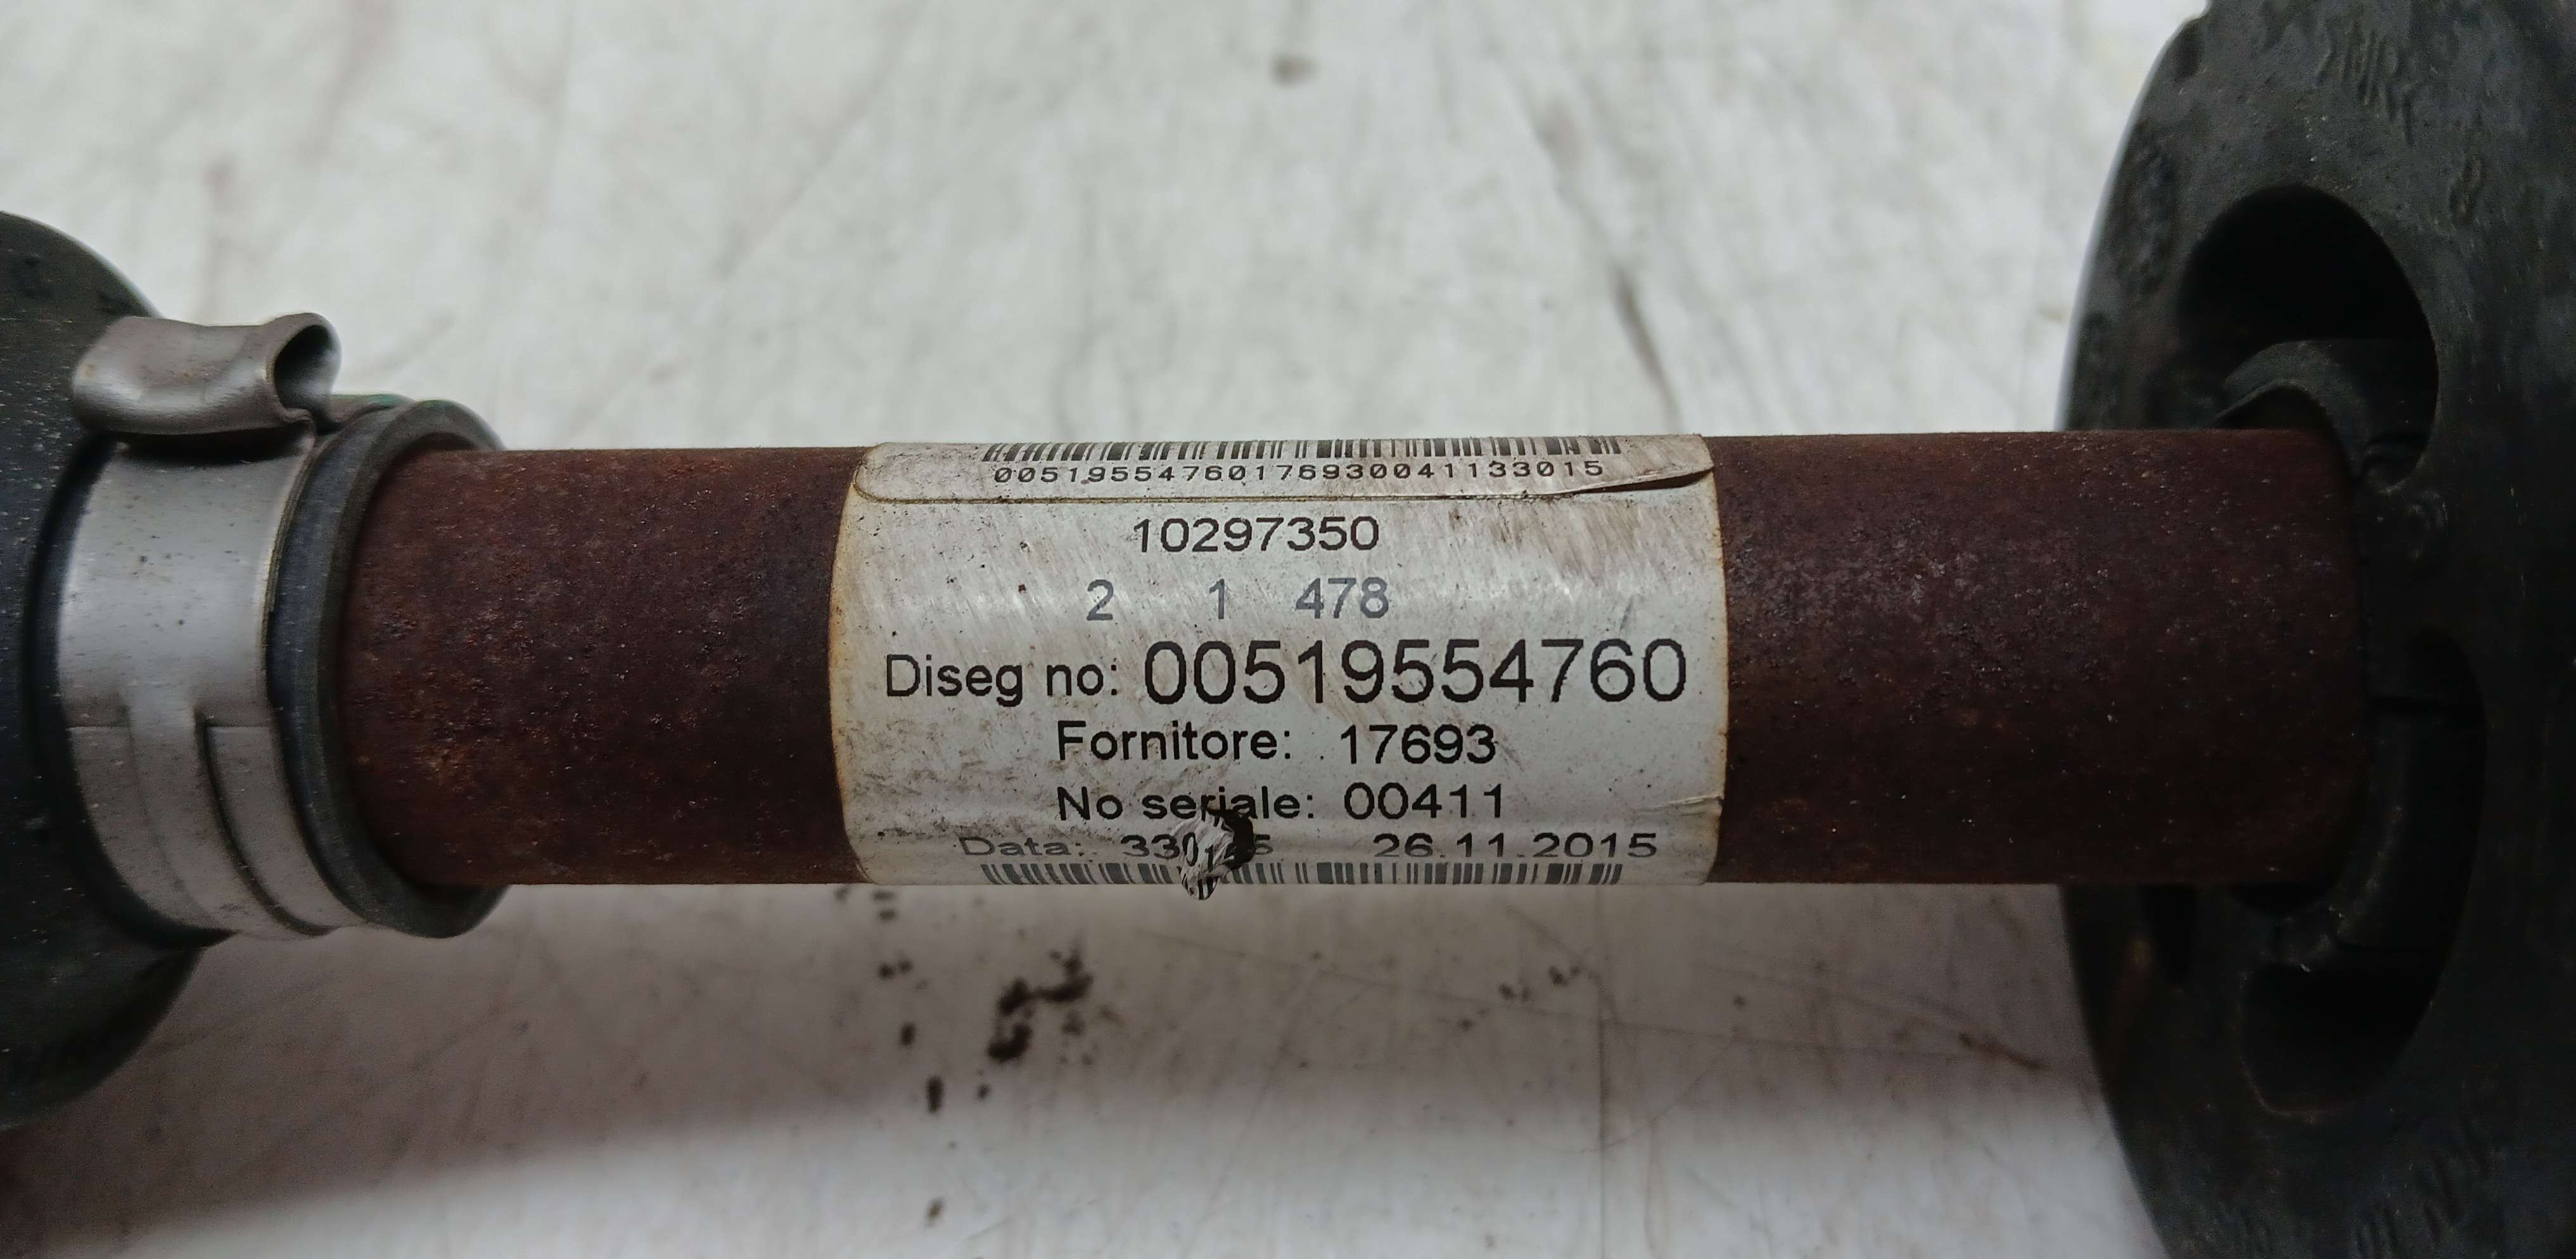 00519554760176930041133015
10297350
2 1 478
Diseg no: 00519554760
Fornitore: 17693
No seriale: 00411
Data: 26.11.2015